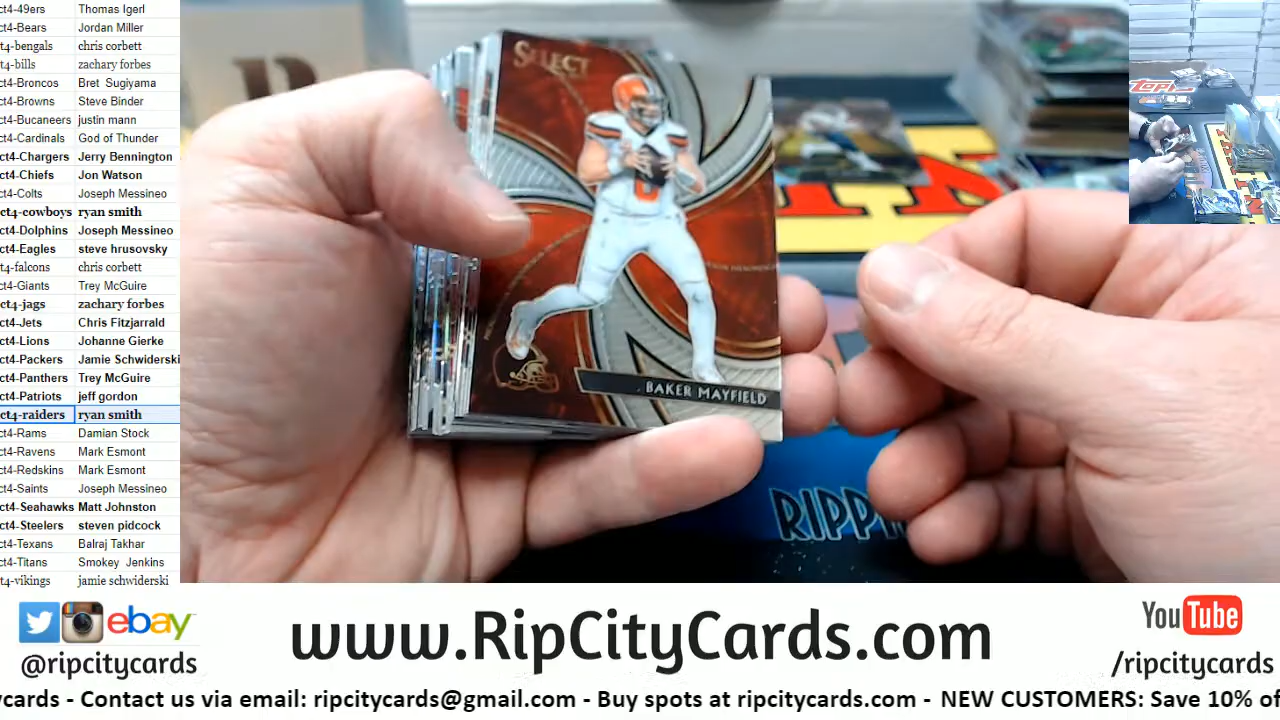 ct4-49ers Thomas Igerl
ct4-Bears Jordan Miller
t4-bengals chris corbett
t4-bills zachary forbes
ct4-Broncos Bret Sugiyama
ct4-Browns Steve Binder
ct4-Bucaneers justin mann
ct4-Cardinals God of Thunder
ct4-Chargers Jerry Bennington
ct4-Chiefs Jon Watson
ct4-Colts Joseph Messineo
ct4-cowboys ryan smith
ct4-Dolphins Joseph Messineo
ct4-Eagles steve hrusovsky
ct4-falcons chris corbett
ct4-Giants Trey McGuire
ct4-jags zachary forbes
ct4-Jets Chris Fitzjarrald
ct4-Lions Johanne Gierke
ct4-Packers Jamie Schwiderski
ct4-Panthers Trey McGuire
ct4-Patriots jeff gordon
ct4-raiders ryan smith
ct4-Rams Damian Stock
ct4-Ravens Mark Esmont
ct4-Redskins Mark Esmont
ct4-Saints Joseph Messineo
ct4-Seahawks Matt Johnston
ct4-Steelers steven pidcock
ct4-Texans Balraj Takhar
ct4-Titans Smokey Jenkins
t4-vikings jamie schwiderski
SELECT
BAKER MAYFIELD
RIPPI
TOPPS
ebay
@ripcitycards
www.RipCityCards.com
YouTube
/ripcitycards
ycards - Contact us via email: ripcitycards@gmail.com - Buy spots at ripcitycards.com - NEW CUSTOMERS: Save 10% of